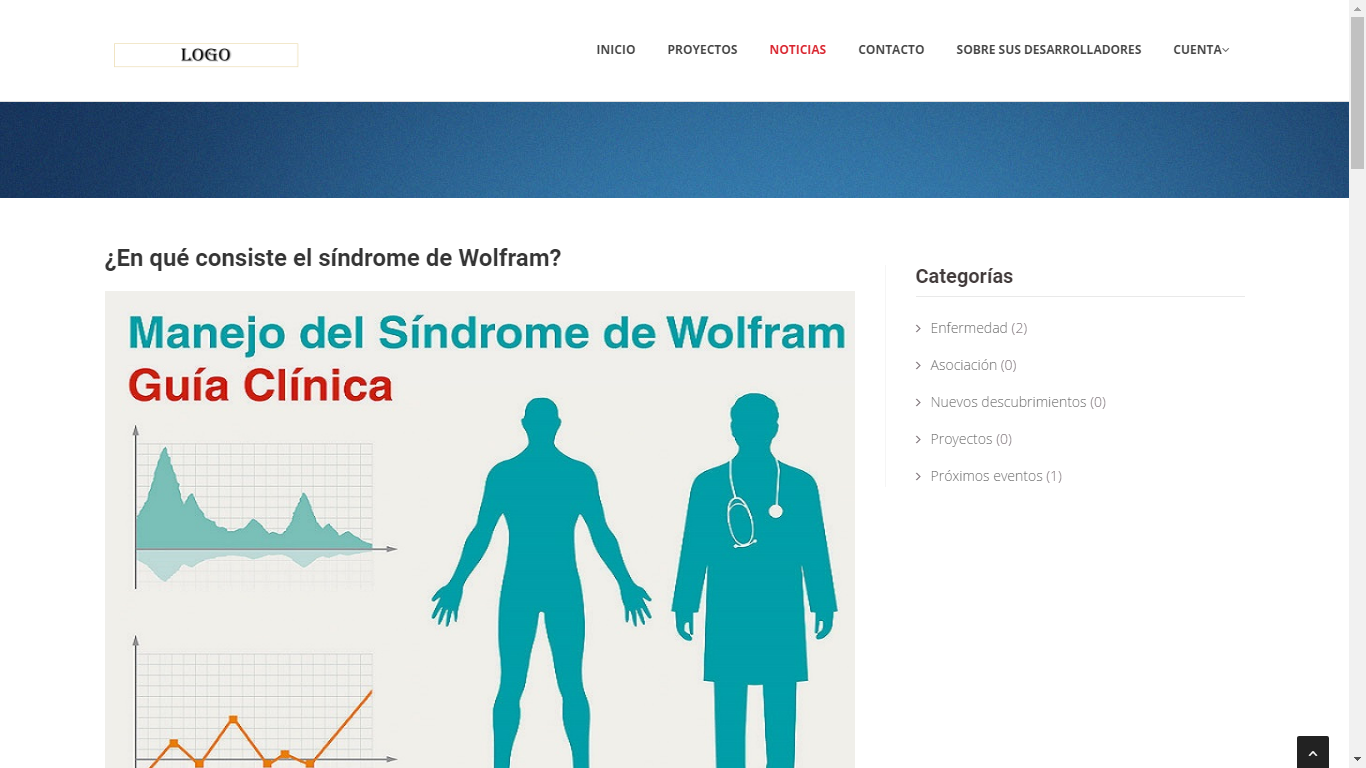 LOGO
INICIO
PROYECTOS
NOTICIAS
CONTACTO
SOBRE SUS DESARROLLADORES
CUENTA
¿En qué consiste el síndrome de Wolfram?
Manejo del Síndrome de Wolfram
Guía Clínica
Categorías
Enfermedad (2)
Asociación (0)
Nuevos descubrimientos (0)
Proyectos (0)
Próximos eventos (1)